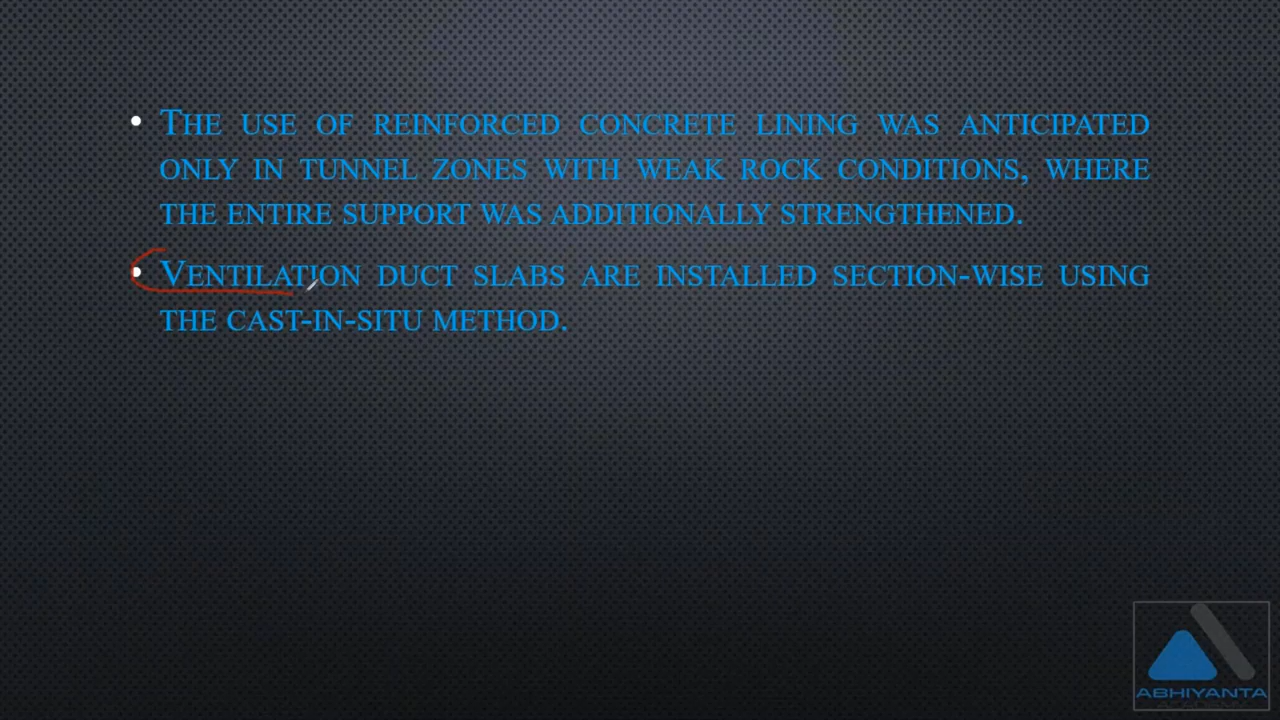 • The use of reinforced concrete lining was anticipated
only in tunnel zones with weak rock conditions, where
the entire support was additionally strengthened.
• Ventilation duct slabs are installed section-wise using
the cast-in-situ method.
ABHIYANTA
ACADEMY